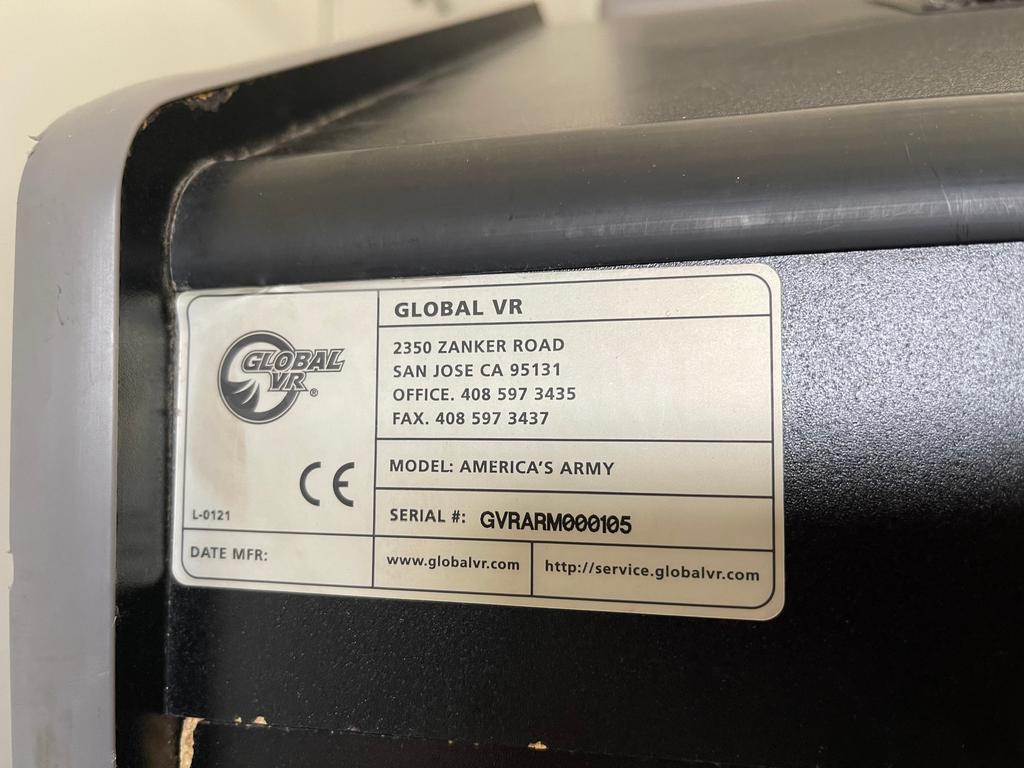 GLOBAL VR®
L-0121
DATE MFR:
GLOBAL VR
2350 ZANKER ROAD
SAN JOSE CA 95131
OFFICE. 408 597 3435
FAX. 408 597 3437
MODEL: AMERICA'S ARMY
SERIAL #: GVRARM000105
www.globalvr.com
http://service.globalvr.com